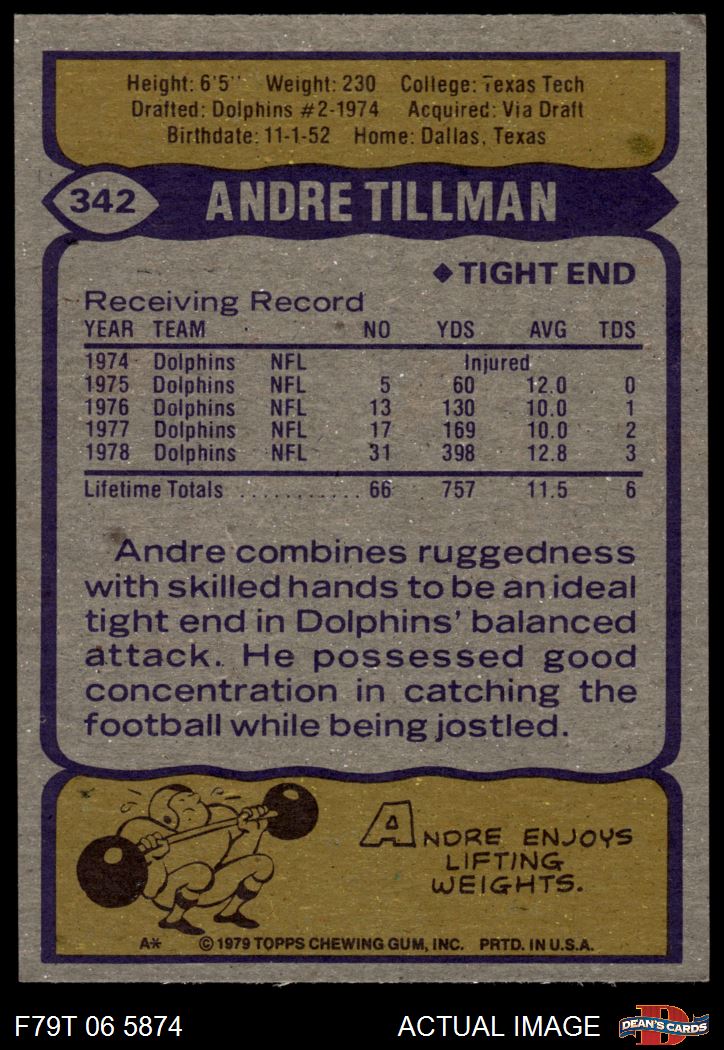 Height: 6'5'' Weight: 230 College: Texas Tech
Drafted: Dolphins #2-1974 Acquired: Via Draft
Birthdate: 11-1-52 Home: Dallas, Texas
342 ANDRE TILLMAN
◆TIGHT END
Receiving Record
YEAR TEAM NO YDS AVG TDS
1974 Dolphins NFL Injured
1975 Dolphins NFL 5 60 12.0 0
1976 Dolphins NFL 13 130 10.0 1
1977 Dolphins NFL 17 169 10.0 2
1978 Dolphins NFL 31 398 12.8 3
Lifetime Totals ............ 66 757 11.5 6
Andre combines ruggedness
with skilled hands to be an ideal
tight end in Dolphins' balanced
attack. He possessed good
concentration in catching the
football while being jostled.
ANDRE ENJOYS
LIFTING
WEIGHTS.
A* © 1979 TOPPS CHEWING GUM, INC. PRTD. IN U.S.A.
F79T 06 5874 ACTUAL IMAGE D DEAN'S CARDS